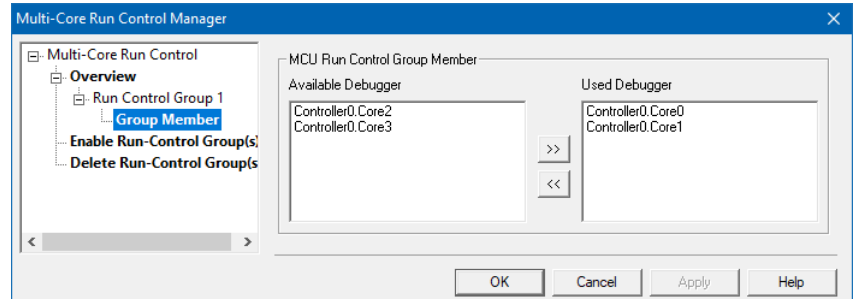 Multi-Core Run Control Manager
Multi-Core Run Control
Overview
Run Control Group 1
Group Member
Enable Run-Control Group(s)
Delete Run-Control Group(s
MCU Run Control Group Member
Available Debugger
Controller0.Core2
Controller0.Core3
>>
<<
Used Debugger
Controller0.Core0
Controller0.Core1
OK
Cancel
Apply
Help